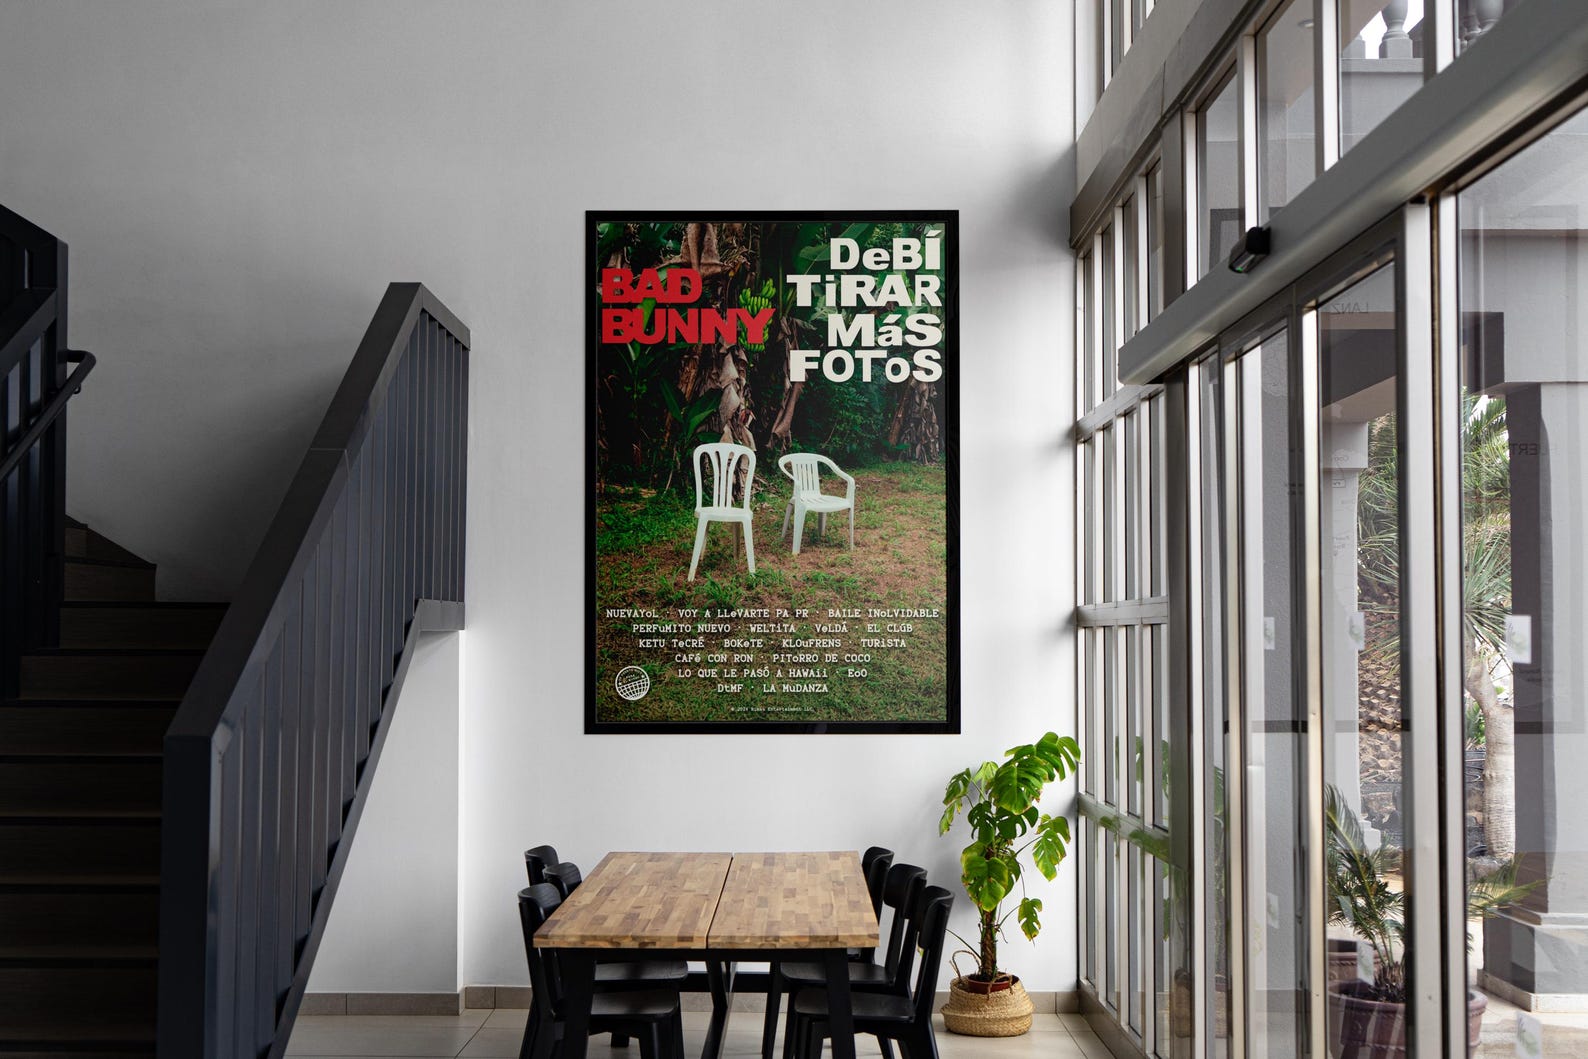 BAD
BUNNY
DeBÍ
TiRAR
MáS
FOToS
NUEVAYoL · VOY A LLeVARTE PA PR · BAILE INoLVIDABLE
PERFuMITO NUEVO · WELTiTA · VeLDÁ · EL CLúB
KETU TeCRÉ · BOKeTE · KLOuFRENS · TURiSTA
CAFé CON RON · PIToRRO DE COCO
LO QUE LE PASÓ A HAWAii · EoO
DtMF · LA MuDANZA